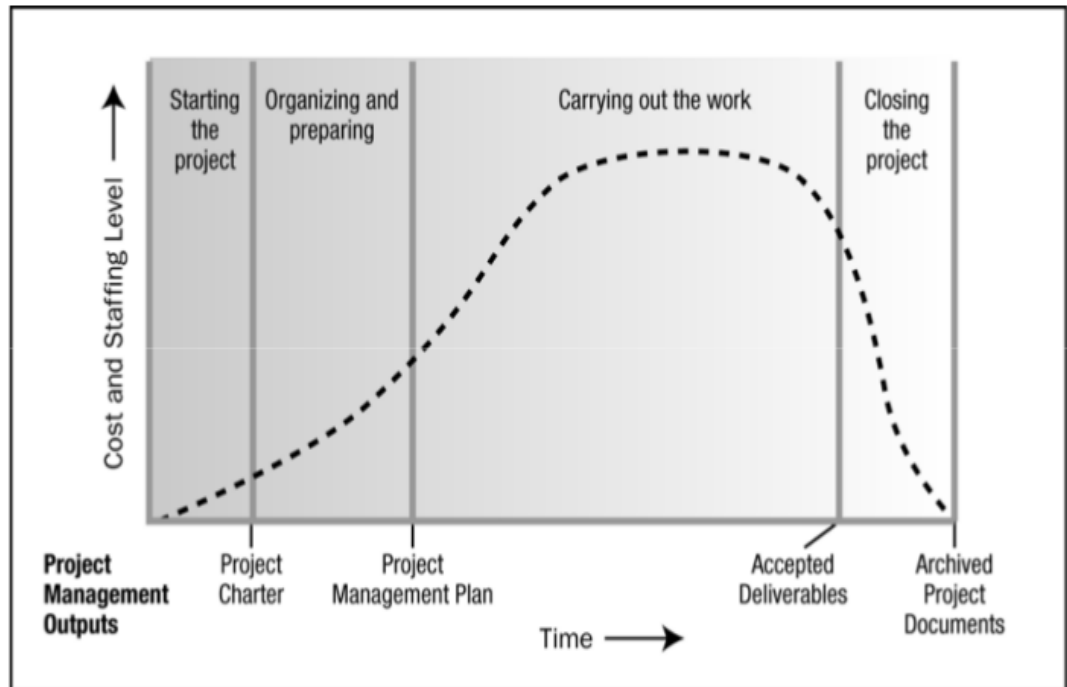 Starting
the
project
Organizing and
preparing
Carrying out the work
Closing
the
project
Cost and Staffing Level
Project
Management
Outputs
Project
Charter
Project
Management Plan
Accepted
Deliverables
Archived
Project
Documents
Time